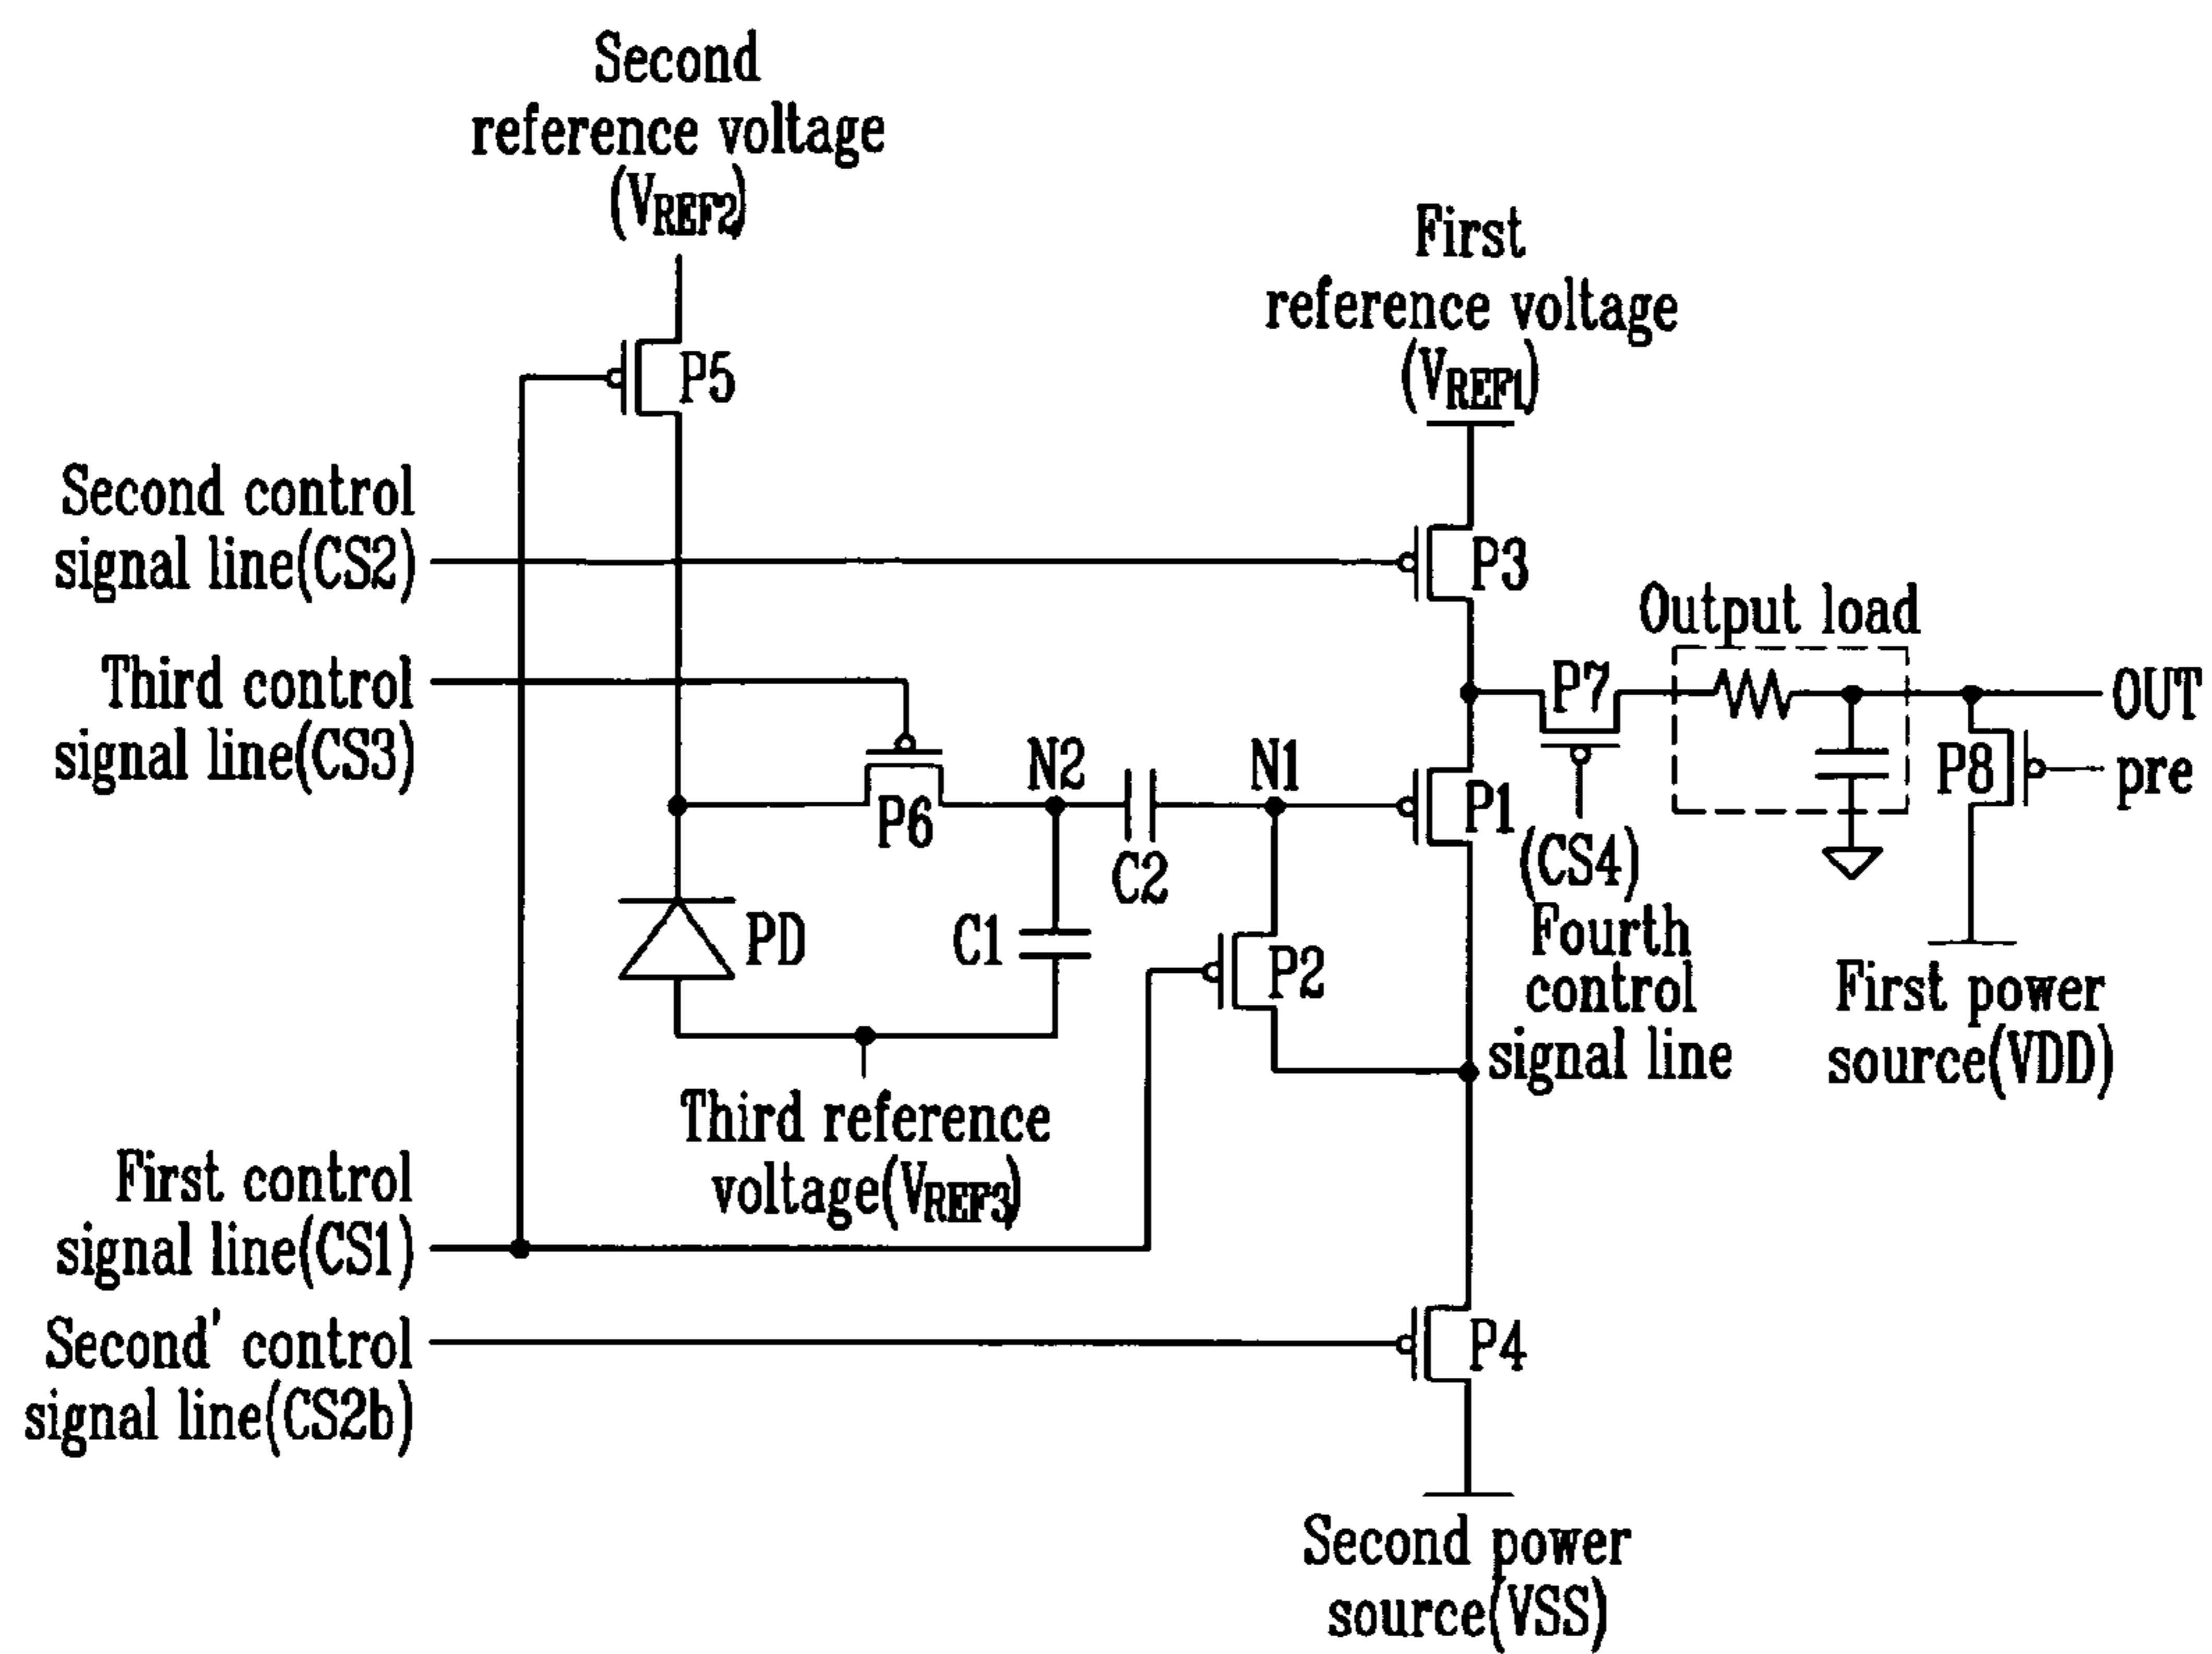 Second
reference voltage
(VREF2)
First
reference voltage
(VREF1)
P5
Second control
signal line(CS2)
P3
Output load
Third control
signal line(CS3)
P7
OUT
N2
N1
P8
pre
P6
P1
C2
(CS4)
PD
C1
P2
Fourth
control
signal line
First power
source(VDD)
Third reference
voltage(VREF3)
First control
signal line(CS1)
Second' control
signal line(CS2b)
P4
Second power
source(VSS)